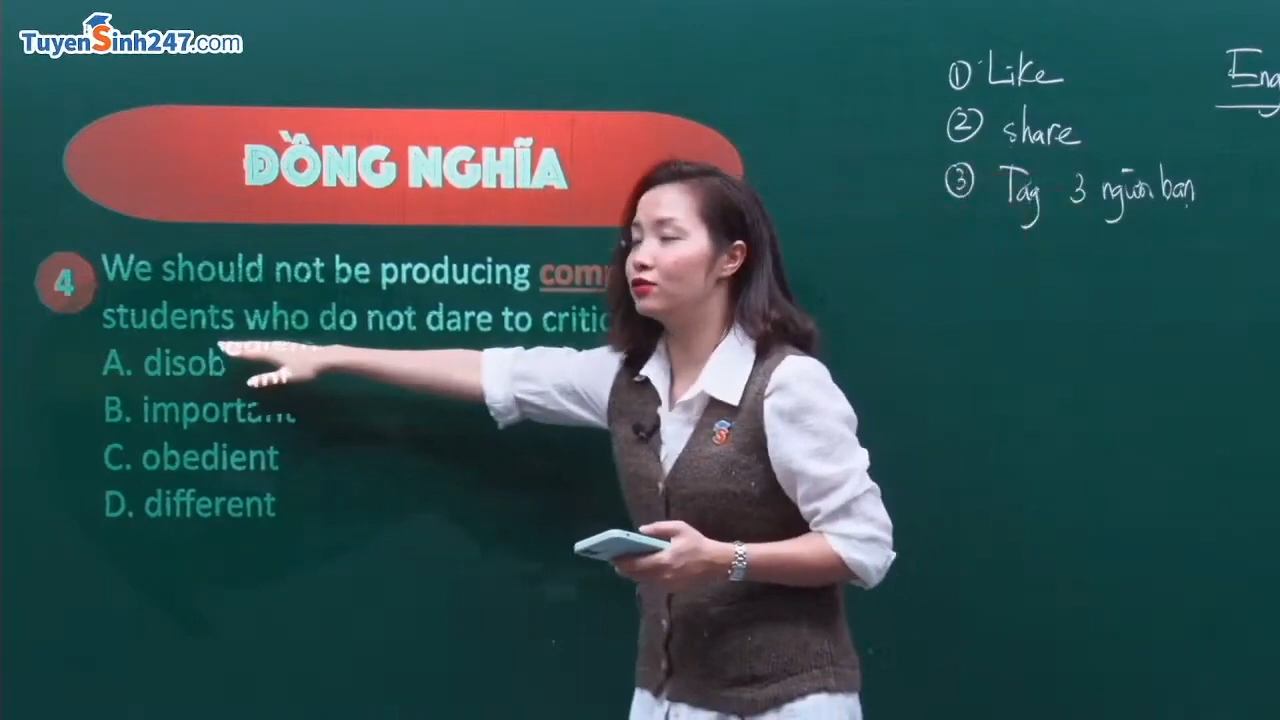 TuyenSinh247.com
ĐỒNG NGHĨA
4 We should not be producing
students who do not dare to
A.
B.
C. obedient
D. different
① Like
② share
③ Tag 3 người bạn